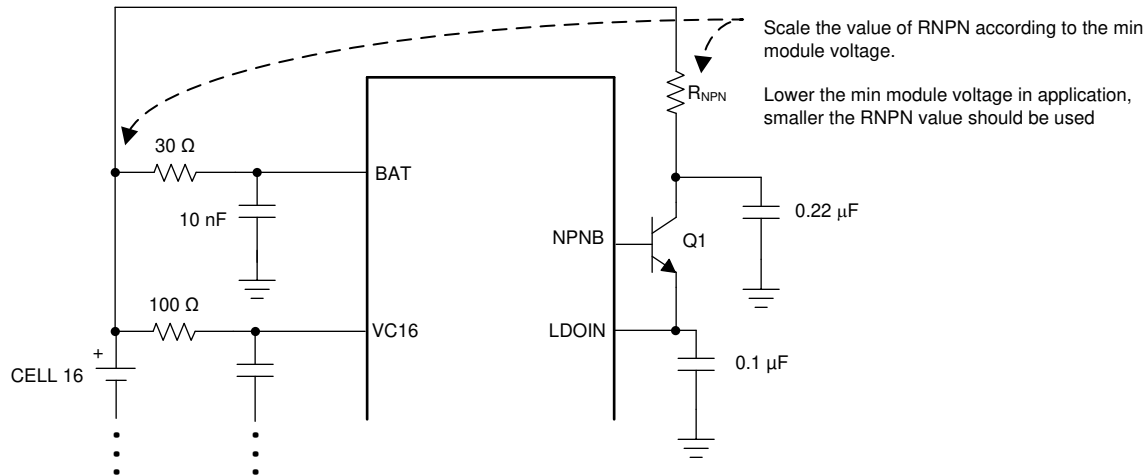 Scale the value of RNPN according to the min
module voltage.
Lower the min module voltage in application,
smaller the RNPN value should be used
RNPN
30 Ω
BAT
10 nF
0.22 µF
NPNB
Q1
100 Ω
VC16
LDOIN
+
CELL 16
0.1 µF